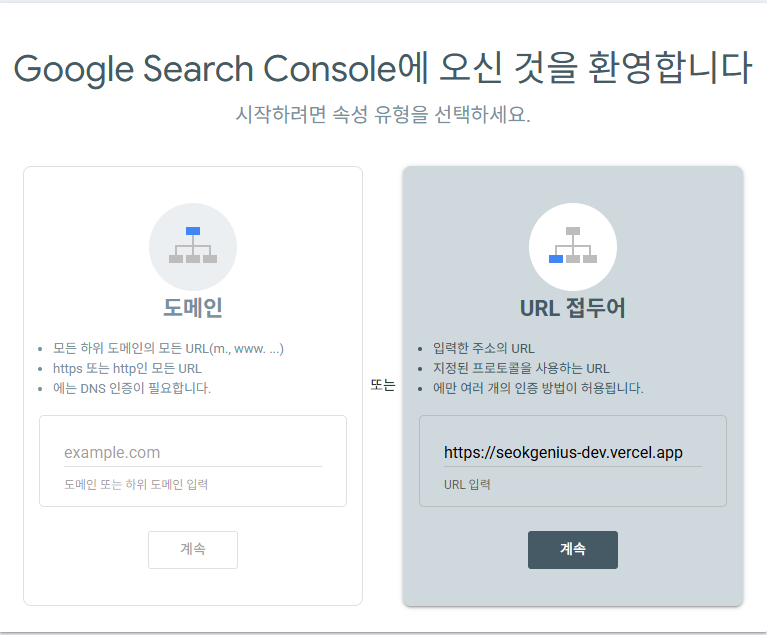 Google Search Console에 오신 것을 환영합니다
시작하려면 속성 유형을 선택하세요.
도메인
모든 하위 도메인의 모든 URL(m., www. ...)
https 또는 http인 모든 URL
에는 DNS 인증이 필요합니다.
example.com
도메인 또는 하위 도메인 입력
계속
또는
URL 접두어
입력한 주소의 URL
지정된 프로토콜을 사용하는 URL
에만 여러 개의 인증 방법이 허용됩니다.
https://seokgenius-dev.vercel.app
URL 입력
계속